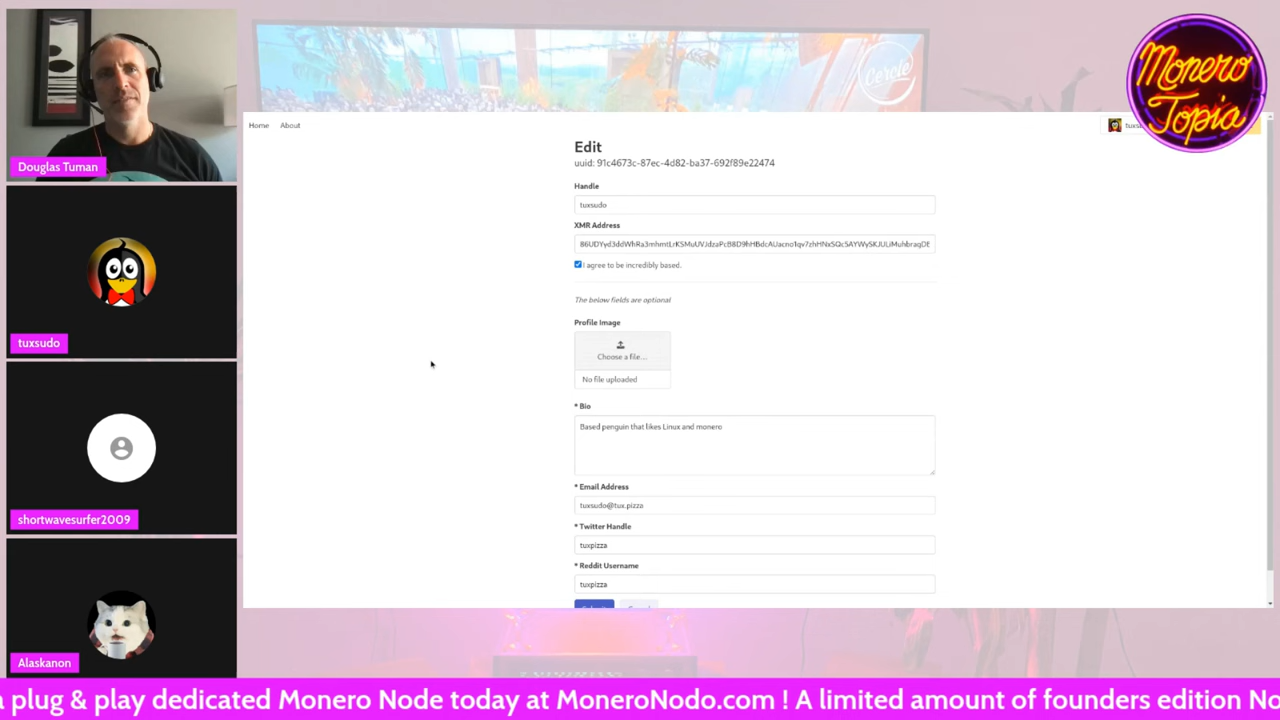 Cercle
Monero
Topia
Douglas Tuman
tuxsudo
shortwavesurfer2009
Alaskanon
Home About
Edit
uuid: 91c4673c-87ec-4d82-ba37-692f89e22474
Handle
tuxsudo
XMR Address
I agree to be incredibly based.
The below fields are optional
Profile Image
Choose a file...
No file uploaded
* Bio
Based penguin that likes Linux and monero
* Email Address
tuxsudo@tux.pizza
* Twitter Handle
tuxpizza
* Reddit Username
tuxpizza
a plug & play dedicated Monero Node today at MoneroNodo.com ! A limited amount of founders edition No